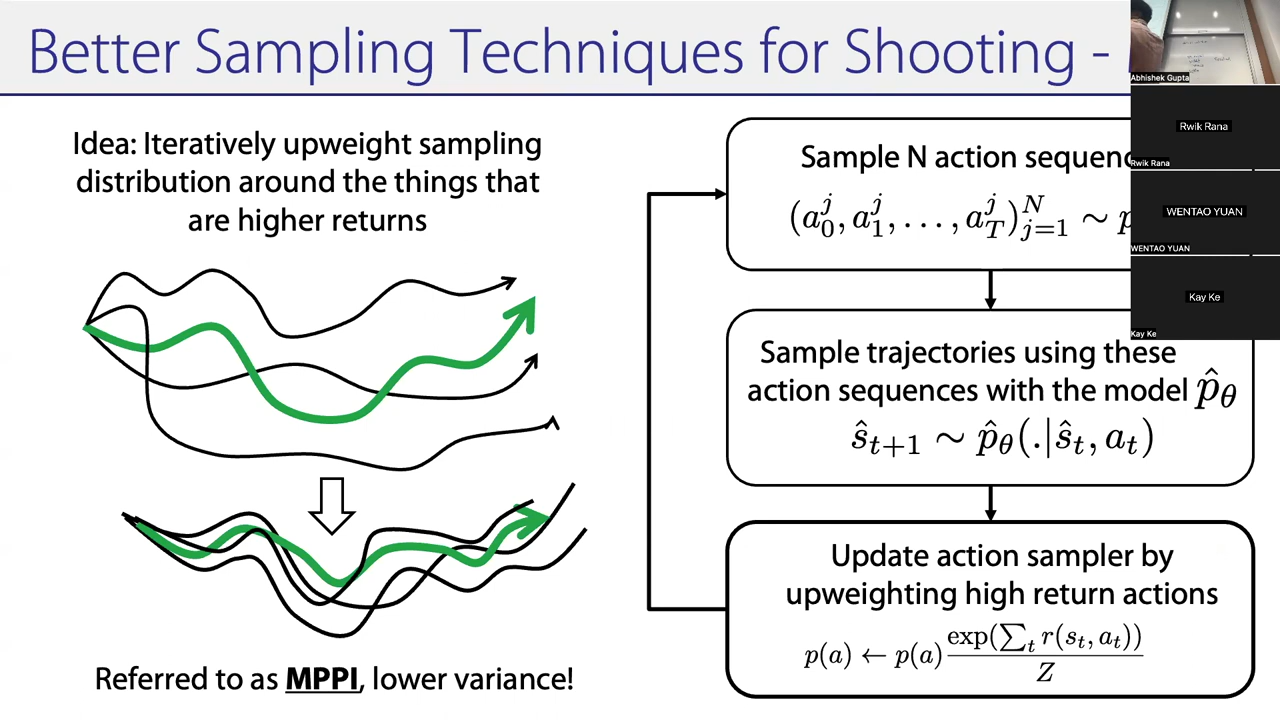 Better Sampling Techniques for Shooting -
Idea: Iteratively upweight sampling
distribution around the things that
are higher returns
Referred to as MPPI, lower variance!
Sample N action
(a_0^j, a_1^j, . . . , a_T^j)_{j=1}^N ∼ p
Sample trajectories using these
action sequences with the model p̂_θ
ŝ_{t+1} ∼ p̂_θ(.|ŝ_t, a_t)
Update action sampler by
upweighting high return actions
p(a) ← p(a) exp(∑_t r(s_t, a_t)) / Z
Abhishek Gupta
Rwik Rana
Rwik Rana
WENTAO YUAN
WENTAO YUAN
Kay Ke
Kay Ke